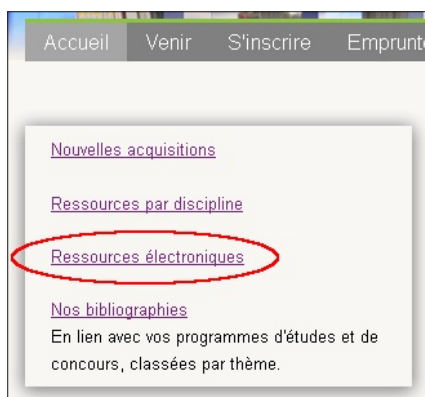 Accueil Venir S'inscrire
Nouvelles acquisitions
Ressources par discipline
Ressources électroniques
Nos bibliographies
En lien avec vos programmes d'études et de
concours, classées par thème.